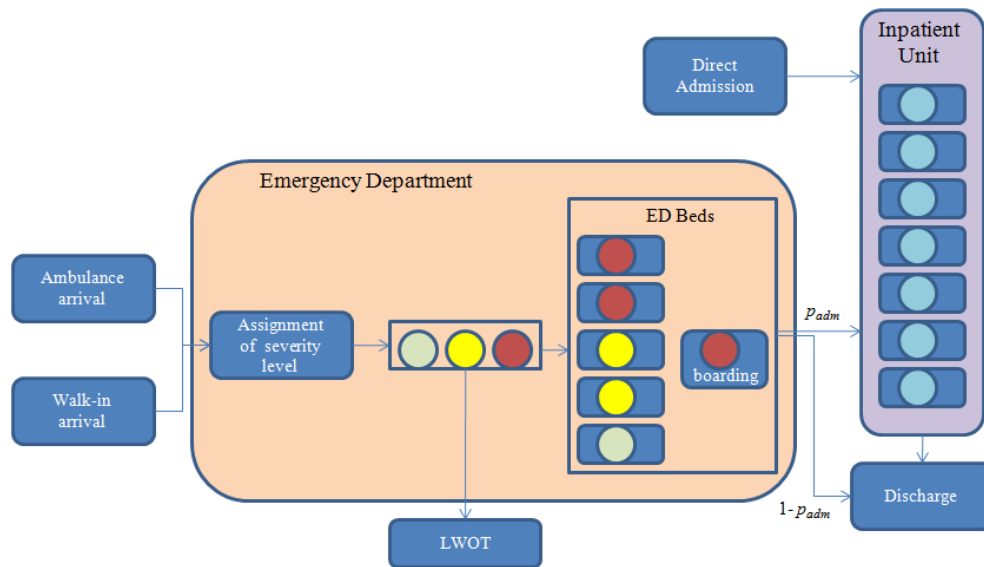 Inpatient
Unit
Direct
Admission
Emergency Department
ED Beds
Ambulance
arrival
Assignment
of severity
level
Walk-in
arrival
boarding
p_adm
1- p_adm
LWOT
Discharge